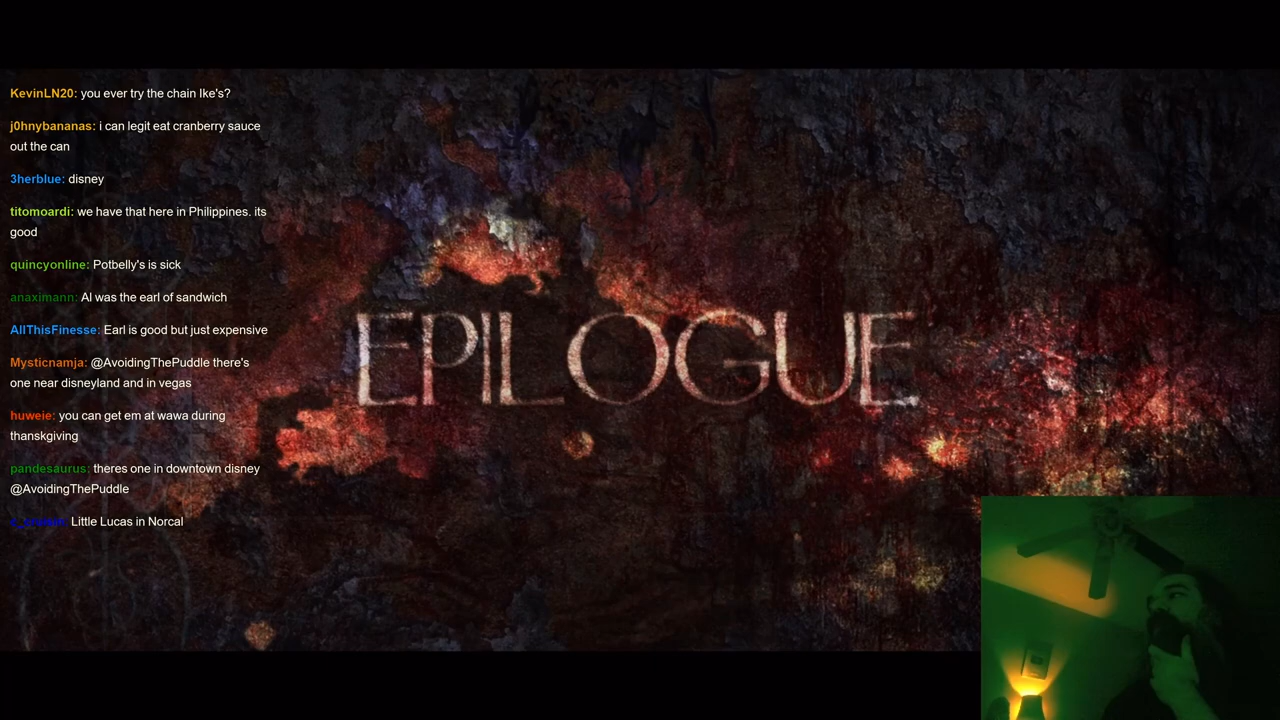 KevinLN20: you ever try the chain Ike's?
j0hnybananas: i can legit eat cranberry sauce
out the can
3herblue: disney
titomoardi: we have that here in Philippines. its
good
quincyonline: Potbelly's is sick
anaximann: Al was the earl of sandwich
AllThisFinesse: Earl is good but just expensive
Mysticnamja: @AvoidingThePuddle there's
one near disneyland and in vegas
huweie: you can get em at wawa during
thanskgiving
pandesaurus: theres one in downtown disney
@AvoidingThePuddle
Little Lucas in Norcal
EPILOGUE